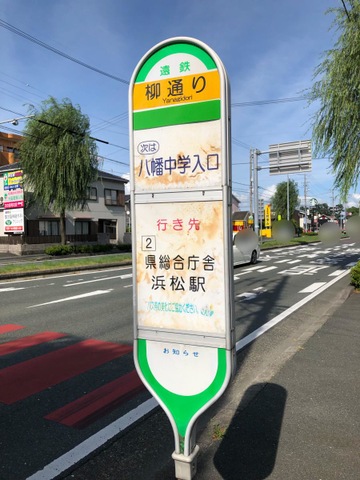 遠鉄
柳通り
Yanagidori
次は
八幡中学入口
行き先
2
県総合庁舎
浜松駅
お知らせ